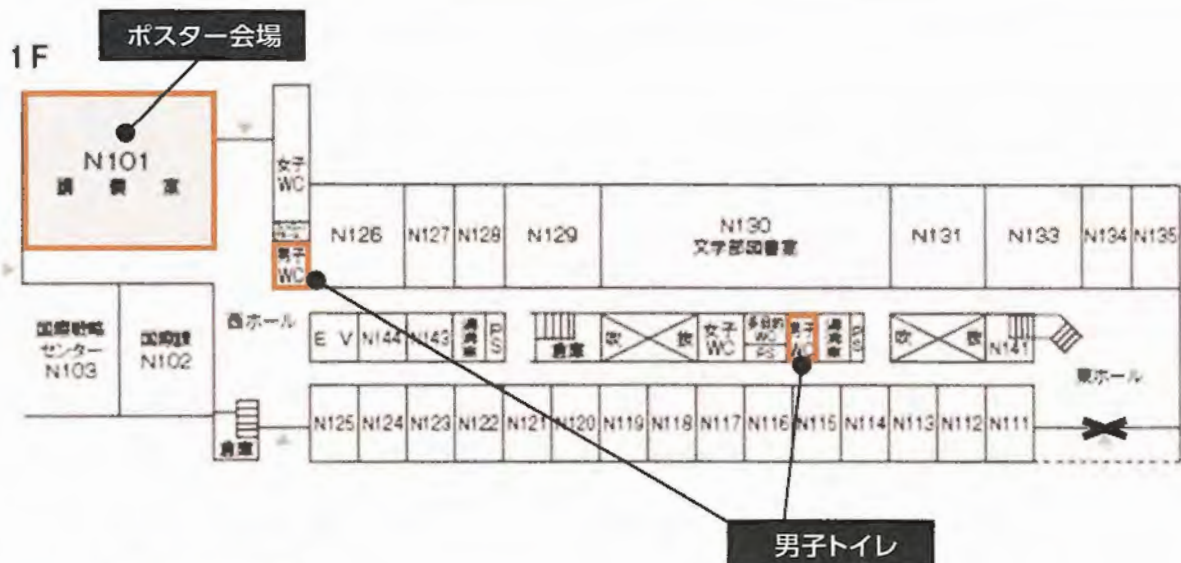 ポスター会場
1F
N101
女子
WC
男子
WC
N126
N127
N128
N129
N130
文学部図書室
N131
N133
N134
N135
国際戦略
センター
N103
国際課
N102
西ホール
EV
N144
N143
PS
倉庫
吹 抜
女子
WC
多目的
WC
PS
男子
WC
PS
吹 抜
N141
東ホール
倉庫
N125
N124
N123
N122
N121
N120
N119
N118
N117
N116
N115
N114
N113
N112
N111
男子トイレ